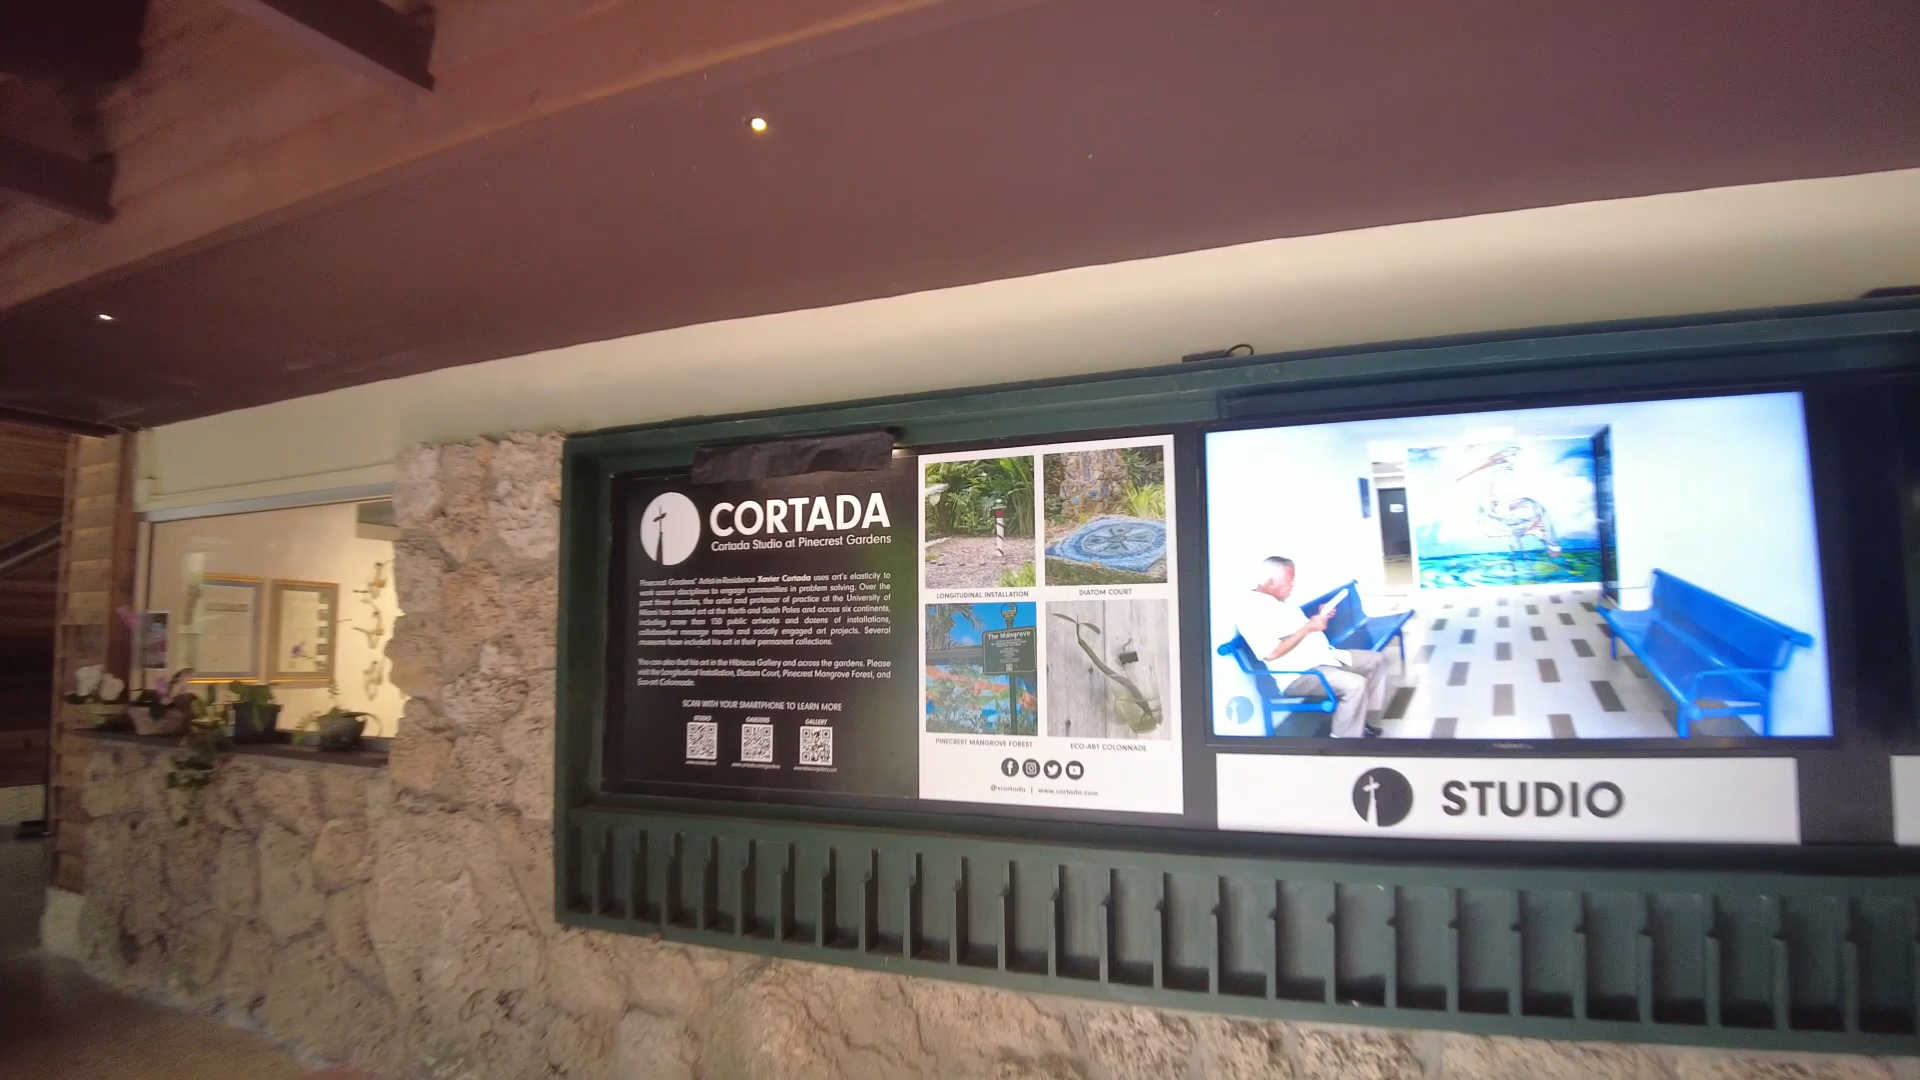 CORTADA
Cortada Studio at Pinecrest Gardens
Pinecrest Gardens' Artist-in-Residence Xavier Cortada uses art's elasticity to
work across disciplines to engage communities in problem solving. Over the
past three decades, the artist and professor of practice at the University of
Miami has created art at the North and South Poles and across six continents,
including more than 150 public artworks and dozens of installations,
collaborative message murals and socially engaged art projects. Several
museums have included his art in their permanent collections.
You can also find his art in the Hibiscus Gallery and across the gardens. Please
visit the Longitudinal Installation, Diatom Court, Pinecrest Mangrove Forest, and
Eco-art Colonnade.
SCAN WITH YOUR SMARTPHONE TO LEARN MORE
STUDIO GARDENS GALLERY
www.cortada.com
LONGITUDINAL INSTALLATION
DIATOM COURT
The Mangrove
PINECREST MANGROVE FOREST
ECO-ART COLONNADE
@xcortada | www.cortada.com
STUDIO